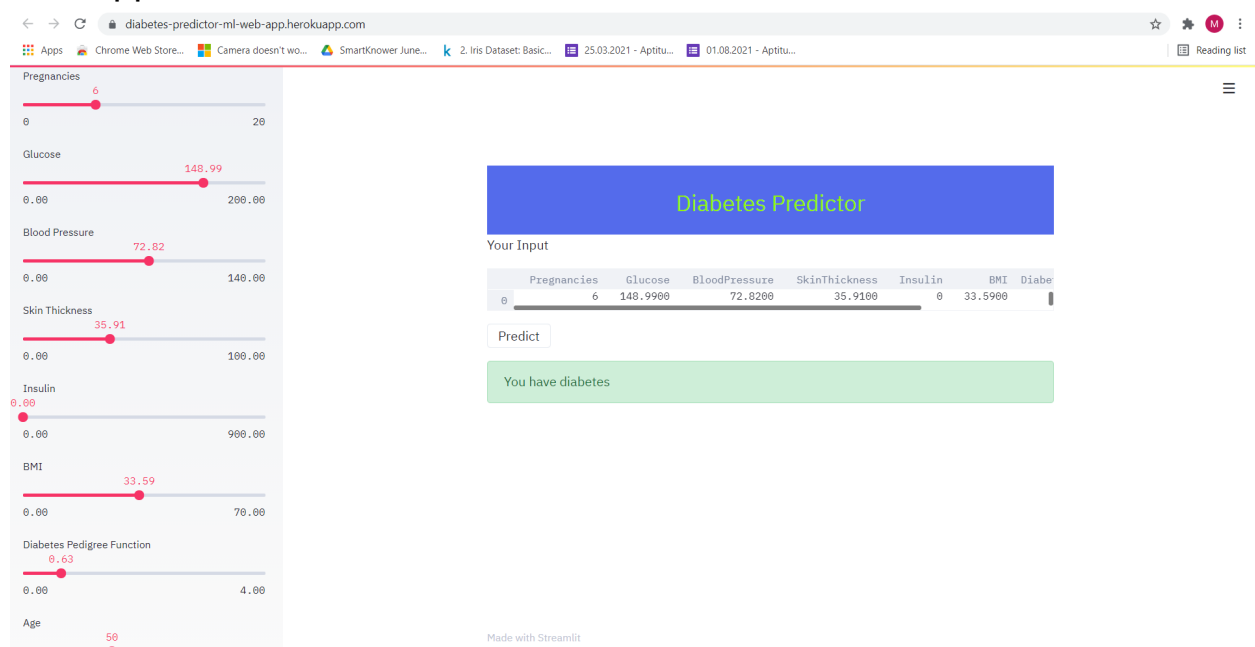 diabetes-predictor-ml-web-app.herokuapp.com
M
Apps Chrome Web Store... Camera doesn't wo... SmartKnower June... k 2. Iris Dataset: Basic... 25.03.2021 - Aptitu... 01.08.2021 - Aptitu... Reading list
Pregnancies
6
0 20
Glucose
148.99
0.00 200.00
Blood Pressure
72.82
0.00 140.00
Skin Thickness
35.91
0.00 100.00
Insulin
0.00
0.00 900.00
BMI
33.59
0.00 70.00
Diabetes Pedigree Function
0.63
0.00 4.00
Age
50
Diabetes Predictor
Your Input
Pregnancies Glucose BloodPressure SkinThickness Insulin BMI Diabe
0 6 148.9900 72.8200 35.9100 0 33.5900
Predict
You have diabetes
Made with Streamlit